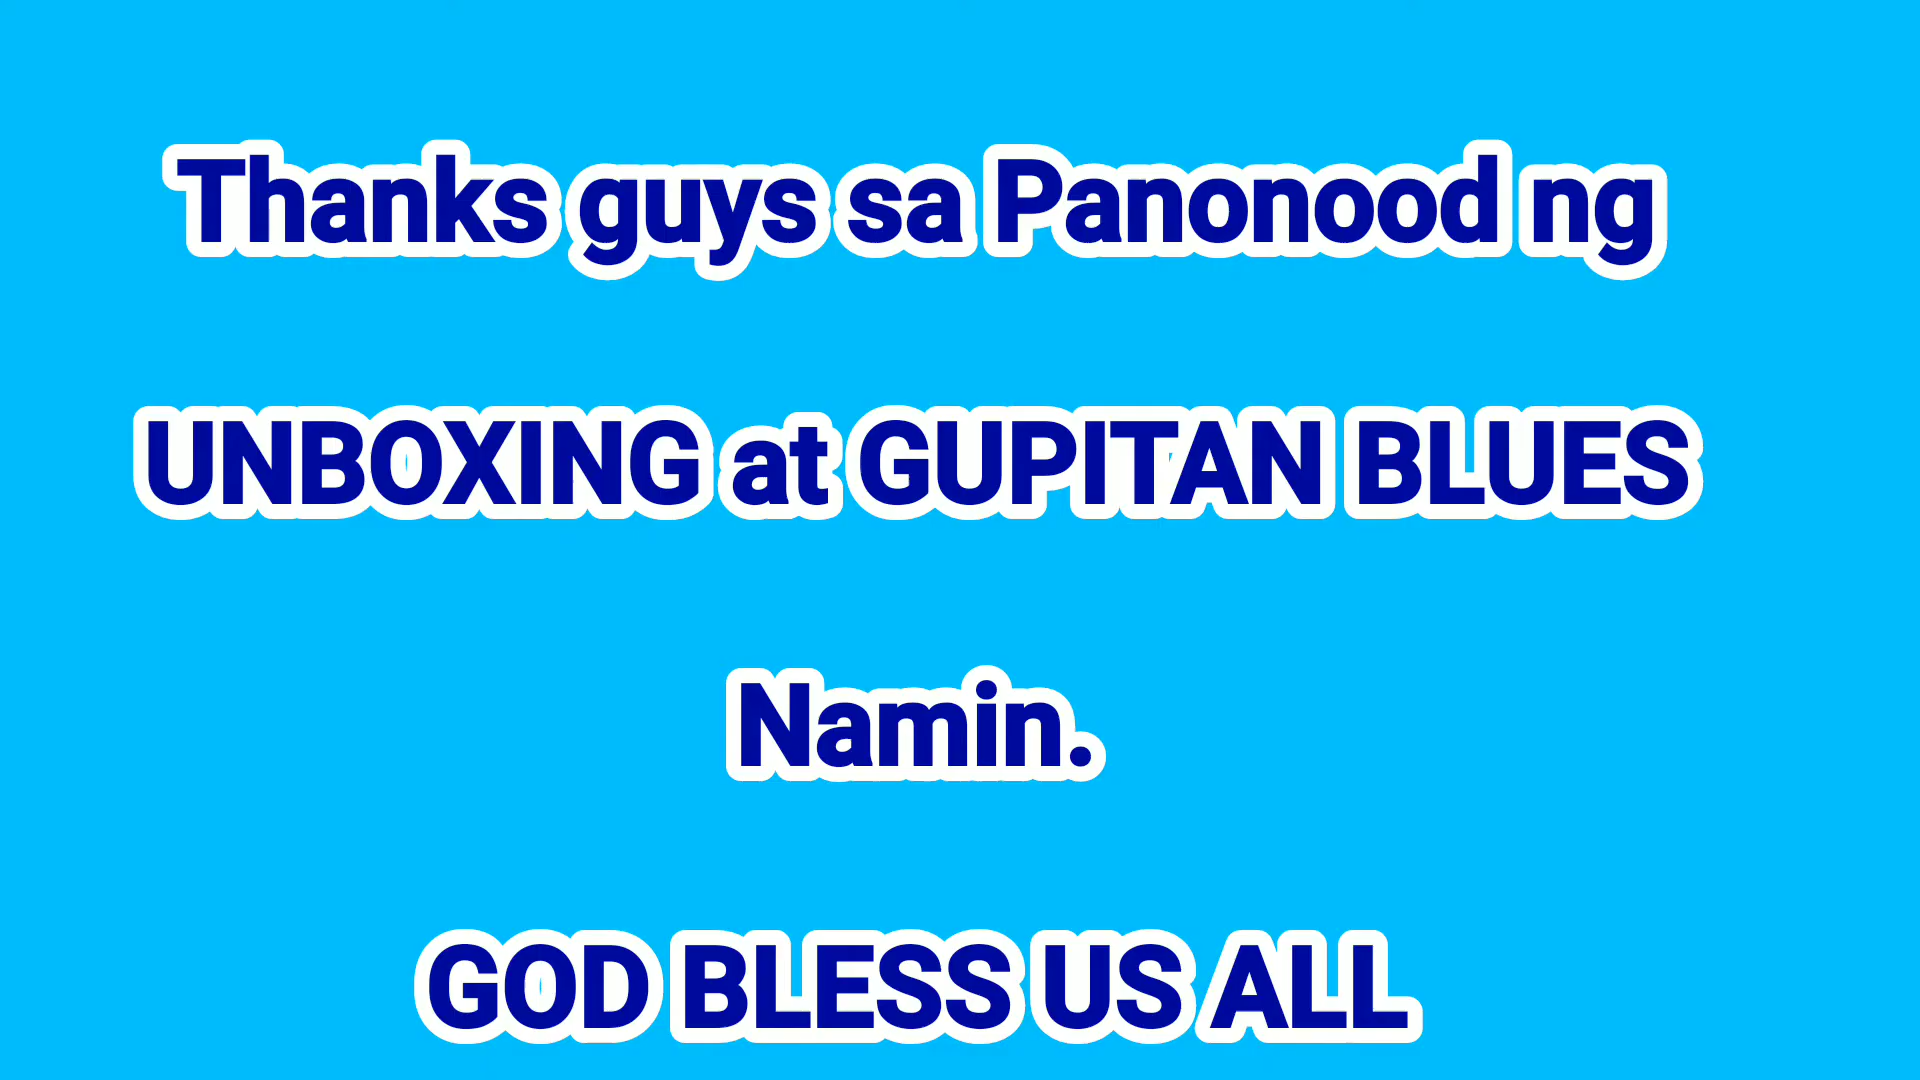 Thanks guys sa Panonood ng
UNBOXING at GUPITAN BLUES
Namin.
GOD BLESS US ALL